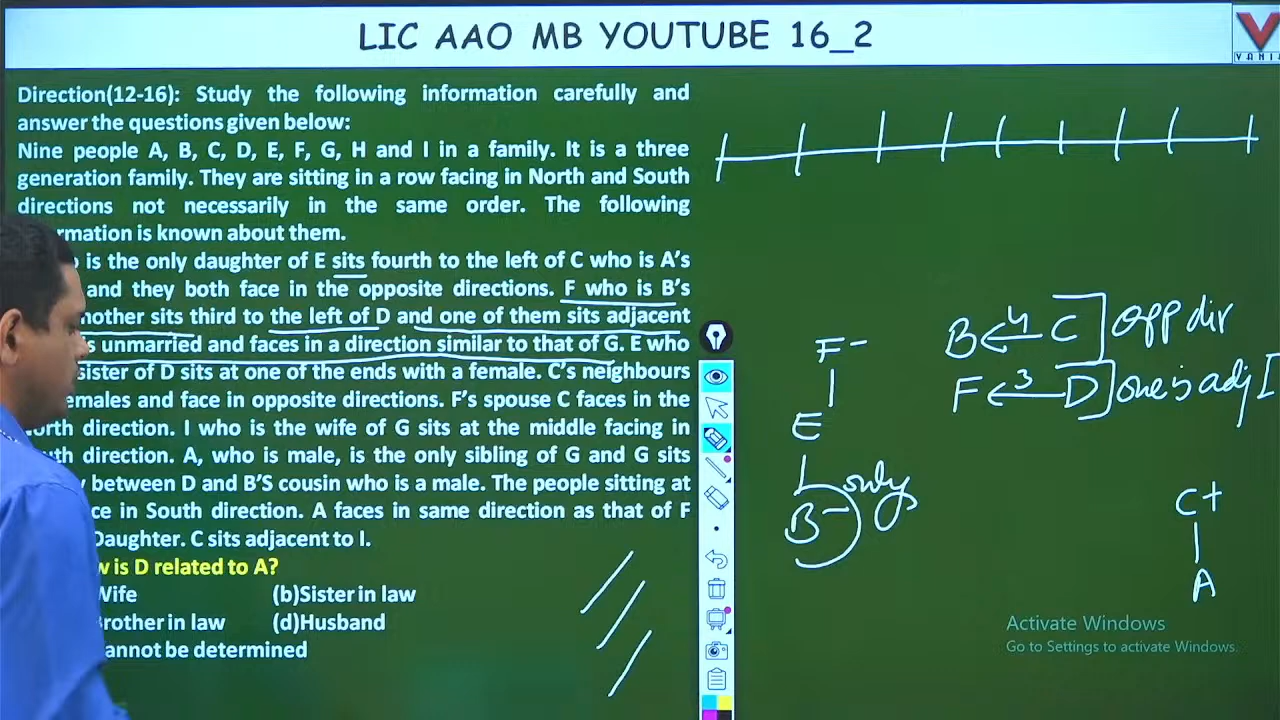 LIC AAO MB YOUTUBE 16_2
VANI
Direction(12-16): Study the following information carefully and
answer the questions given below:
Nine people A, B, C, D, E, F, G, H and I in a family. It is a three
generation family. They are sitting in a row facing in North and South
directions not necessarily in the same order. The following
rmation is known about them.
is the only daughter of E sits fourth to the left of C who is A's
and they both face in the opposite directions. F who is B's
nother sits third to the left of D and one of them sits adjacent
s unmarried and faces in a direction similar to that of G. E who
sister of D sits at one of the ends with a female. C's neighbours
emales and face in opposite directions. F's spouse C faces in the
orth direction. I who is the wife of G sits at the middle facing in
th direction. A, who is male, is the only sibling of G and G sits
between D and B'S cousin who is a male. The people sitting at
ce in South direction. A faces in same direction as that of F
Daughter. C sits adjacent to I.
w is D related to A?
Wife (b)Sister in law
Brother in law (d)Husband
annot be determined
F-
E
B-
only
B ← 4 C ] opp dir
F ← 3 D ] one is adj [
C+
A
Activate Windows
Go to Settings to activate Windows.